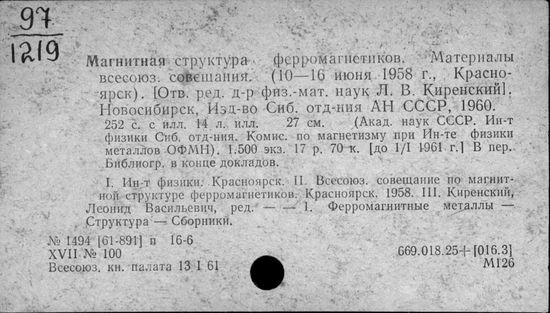 97
1219
Магнитная структура ферромагнетиков. Материалы
всесоюз. совещания. (10—16 июня 1958 г., Красно-
ярск). [Отв. ред. д-р физ.-мат. наук Л. В. Киренский].
Новосибирск, Изд-во Сиб. отд-ния АН СССР, 1960.
252 с. с илл. 14 л. илл. 27 см. (Акад. наук СССР. Ин-т
физики Сиб. отд-ния. Комис. по магнетизму при Ин-те физики
металлов ОФМН). 1.500 экз. 17 р. 70 к. [до 1/I 1961 г.] В пер.
Библиогр. в конце докладов.
I. Ин-т физики. Красноярск. II. Всесоюз. совещание по магнит-
ной структуре ферромагнетиков. Красноярск. 1958. III. Киренский,
Леонид Васильевич, ред. — — 1. Ферромагнитные металлы —
Структура — Сборники.
№ 1494 [61-891] п 16-6
XVII № 100
Всесоюз. кн. палата 13 I 61
669.018.25+[016.3]
М126